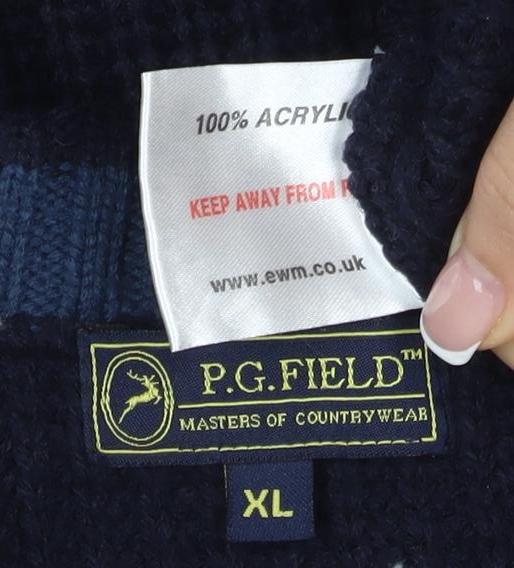 100% ACRYLIC
KEEP AWAY FROM
www.ewm.co.uk
P.G. FIELD™
MASTERS OF COUNTRYWEAR
XL